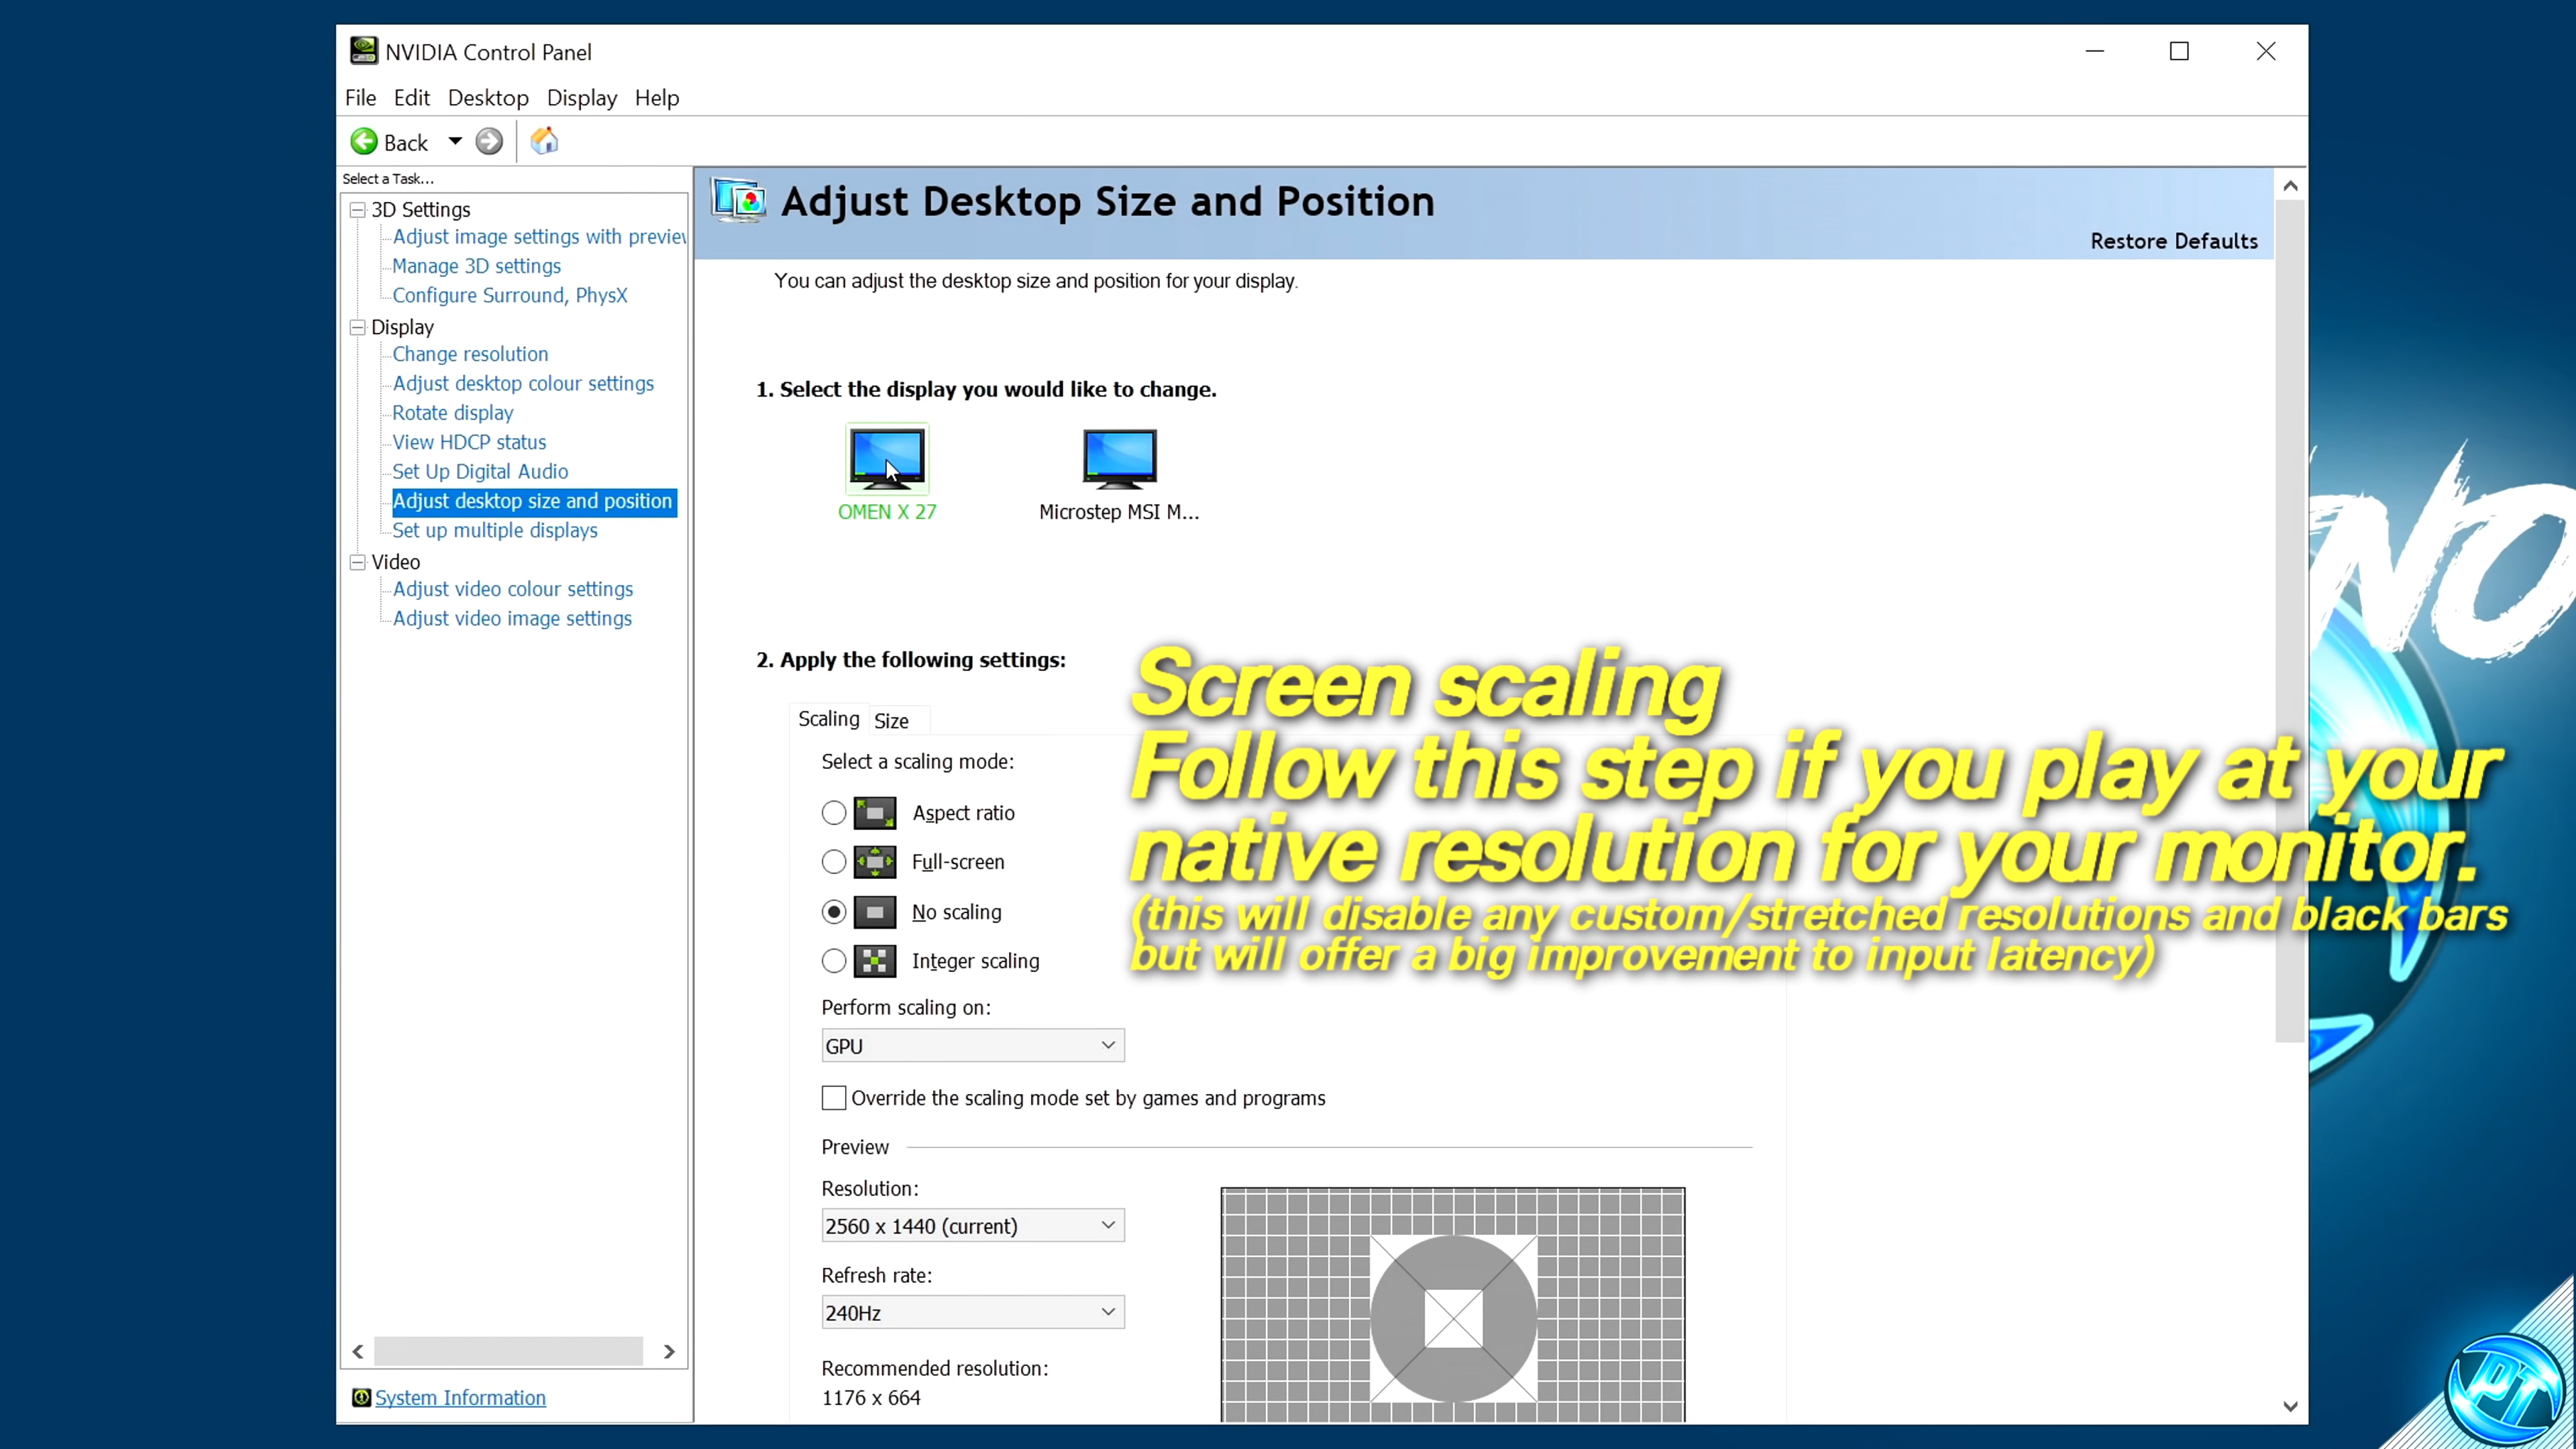 NVIDIA Control Panel
File Edit Desktop Display Help
Back
Select a Task...
3D Settings
Adjust image settings with preview
Manage 3D settings
Configure Surround, PhysX
Display
Change resolution
Adjust desktop colour settings
Rotate display
View HDCP status
Set Up Digital Audio
Adjust desktop size and position
Set up multiple displays
Video
Adjust video colour settings
Adjust video image settings
System Information
Adjust Desktop Size and Position
Restore Defaults
You can adjust the desktop size and position for your display.
1. Select the display you would like to change.
OMEN X 27
Microstep MSI M...
2. Apply the following settings:
Scaling Size
Select a scaling mode:
Aspect ratio
Full-screen
No scaling
Integer scaling
Perform scaling on:
GPU
Override the scaling mode set by games and programs
Preview
Resolution:
2560 x 1440 (current)
Refresh rate:
240Hz
Recommended resolution:
1176 x 664
Screen scaling
Follow this step if you play at your
native resolution for your monitor.
(this will disable any custom/stretched resolutions and black bars
but will offer a big improvement to input latency)
NO
PT